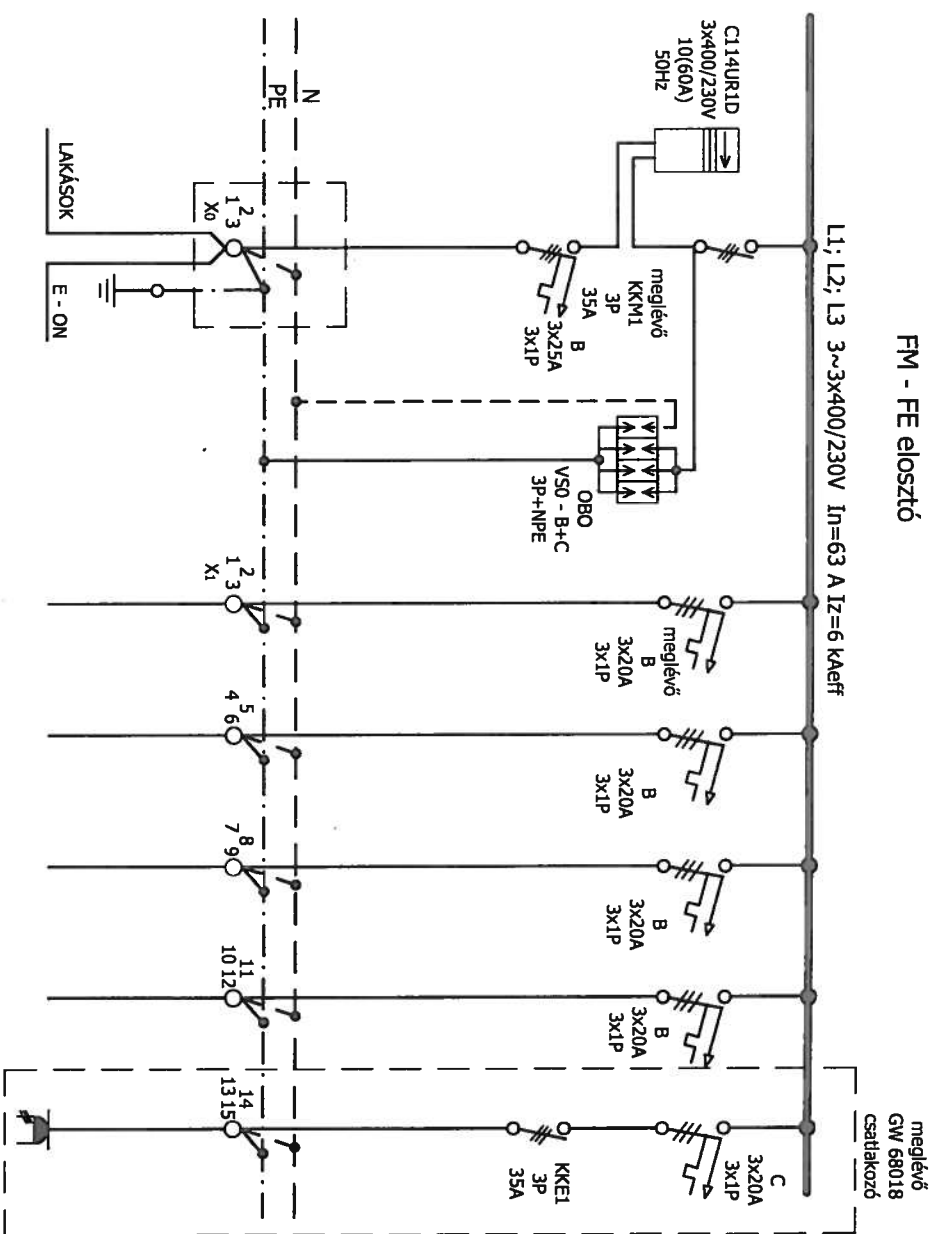 FM - FE elosztó
L1; L2; L3 3~3x400/230V In=63 A Iz=6 kAeff
C114UR1D
3x400/230V
10(60A)
50Hz
meglévő
KKM1
3P
35A
B
3x25A
3x1P
OBO
VS0 - B+C
3P+NPE
meglévő
B
3x20A
3x1P
B
3x20A
3x1P
B
3x20A
3x1P
B
3x20A
3x1P
C
3x20A
3x1P
KKE1
3P
35A
meglévő
GW 68018
csatlakozó
N
PE
2
1 3
X0
2
1 3
X1
5
4 6
8
7 9
11
10 12
14
13 15
LAKÁSOK
E - ON